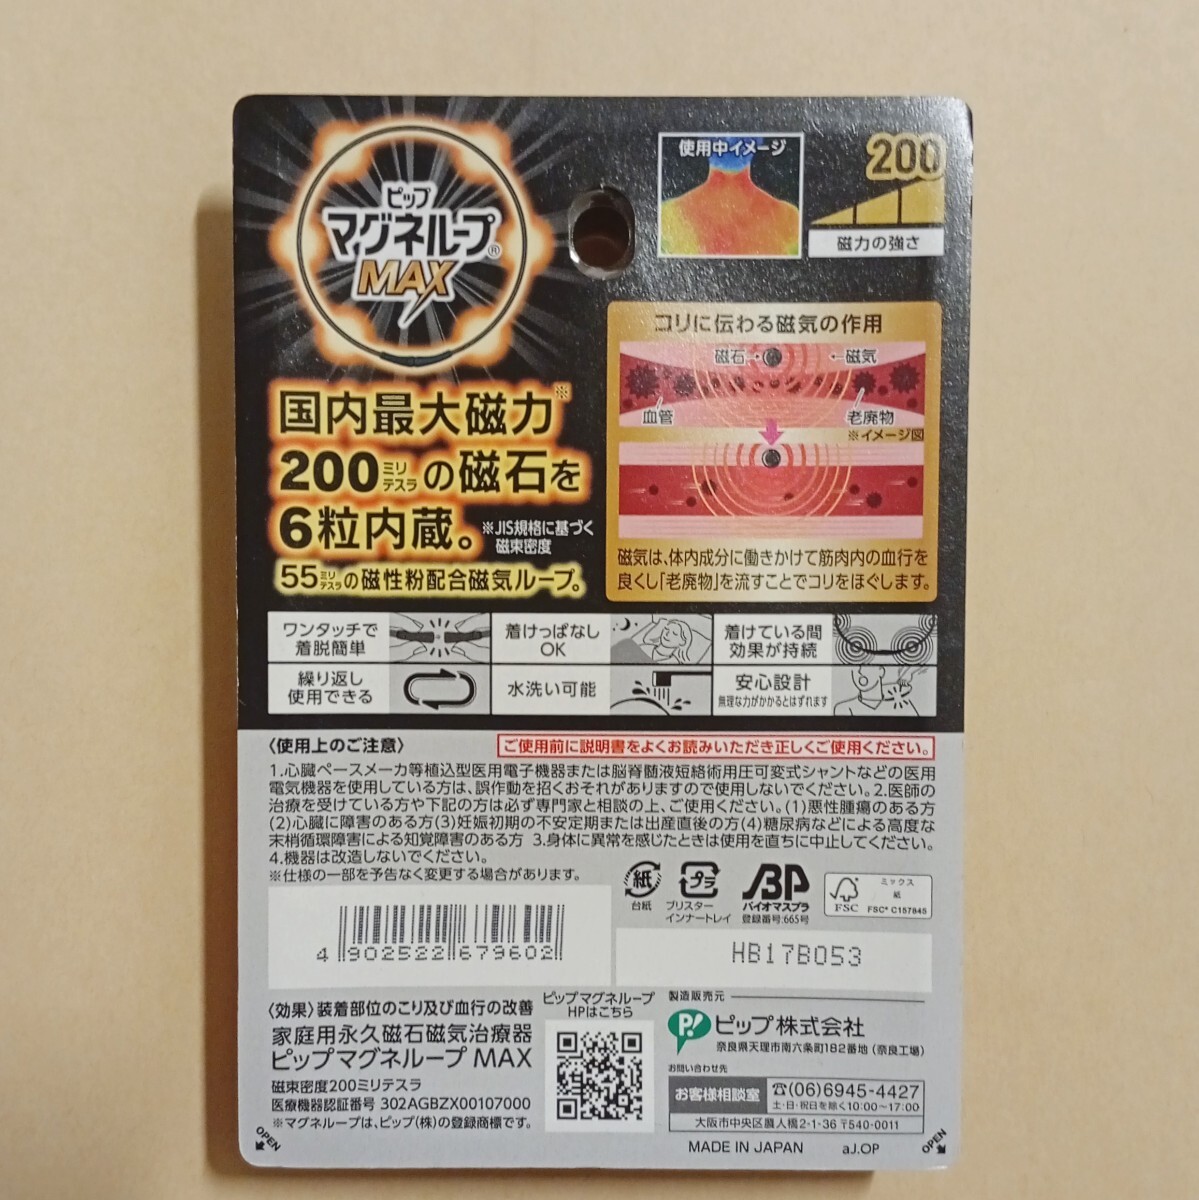 ピップ
マグネループ®
MAX
使用中イメージ
200
磁力の強さ
国内最大磁力※
200ミリテスラの磁石を
6粒内蔵。※JIS規格に基づく
磁束密度
55ミリテスラの磁性粉配合磁気ループ。
コリに伝わる磁気の作用
磁石→ ←磁気
血管 老廃物
※イメージ図
磁気は、体内成分に働きかけて筋肉内の血行を
良くし「老廃物」を流すことでコリをほぐします。
ワンタッチで
着脱簡単
着けっぱなし
OK
着けている間
効果が持続
繰り返し
使用できる
水洗い可能
安心設計
無理な力がかかるとはずれます
〈使用上のご注意〉 ご使用前に説明書をよくお読みいただき正しくご使用ください。
1.心臓ペースメーカ等植込型医用電子機器または脳脊髄液短絡術用圧可変式シャントなどの医用
電気機器を使用している方は、誤作動を招くおそれがありますので使用しないでください。2.医師の
治療を受けている方や下記の方は必ず専門家と相談の上、ご使用ください。(1)悪性腫瘍のある方
(2)心臓に障害のある方(3)妊娠初期の不安定期または出産直後の方(4)糖尿病などによる高度な
末梢循環障害による知覚障害のある方 3.身体に異常を感じたときは使用を直ちに中止してください。
4.機器は改造しないでください。
※仕様の一部を予告なく変更する場合があります。
紙
台紙
プラ
ブリスター
インナートレイ
BP
バイオマスプラ
登録番号:665号
FSC
ミックス
紙
FSC® C157845
4 902522 679602
HB17B053
〈効果〉装着部位のこり及び血行の改善
家庭用永久磁石磁気治療器
ピップマグネループ MAX
磁束密度200ミリテスラ
医療機器認証番号 302AGBZX00107000
※マグネループは、ピップ(株)の登録商標です。
ピップマグネループ
HPはこちら
製造販売元
P! ピップ株式会社
奈良県天理市南六条町182番地(奈良工場)
お問い合わせ先
お客様相談室
☎(06)6945-4427
土・日・祝日を除く10:00〜17:00
大阪市中央区農人橋2-1-36 〒540-0011
MADE IN JAPAN aJ.OP
OPEN
OPEN